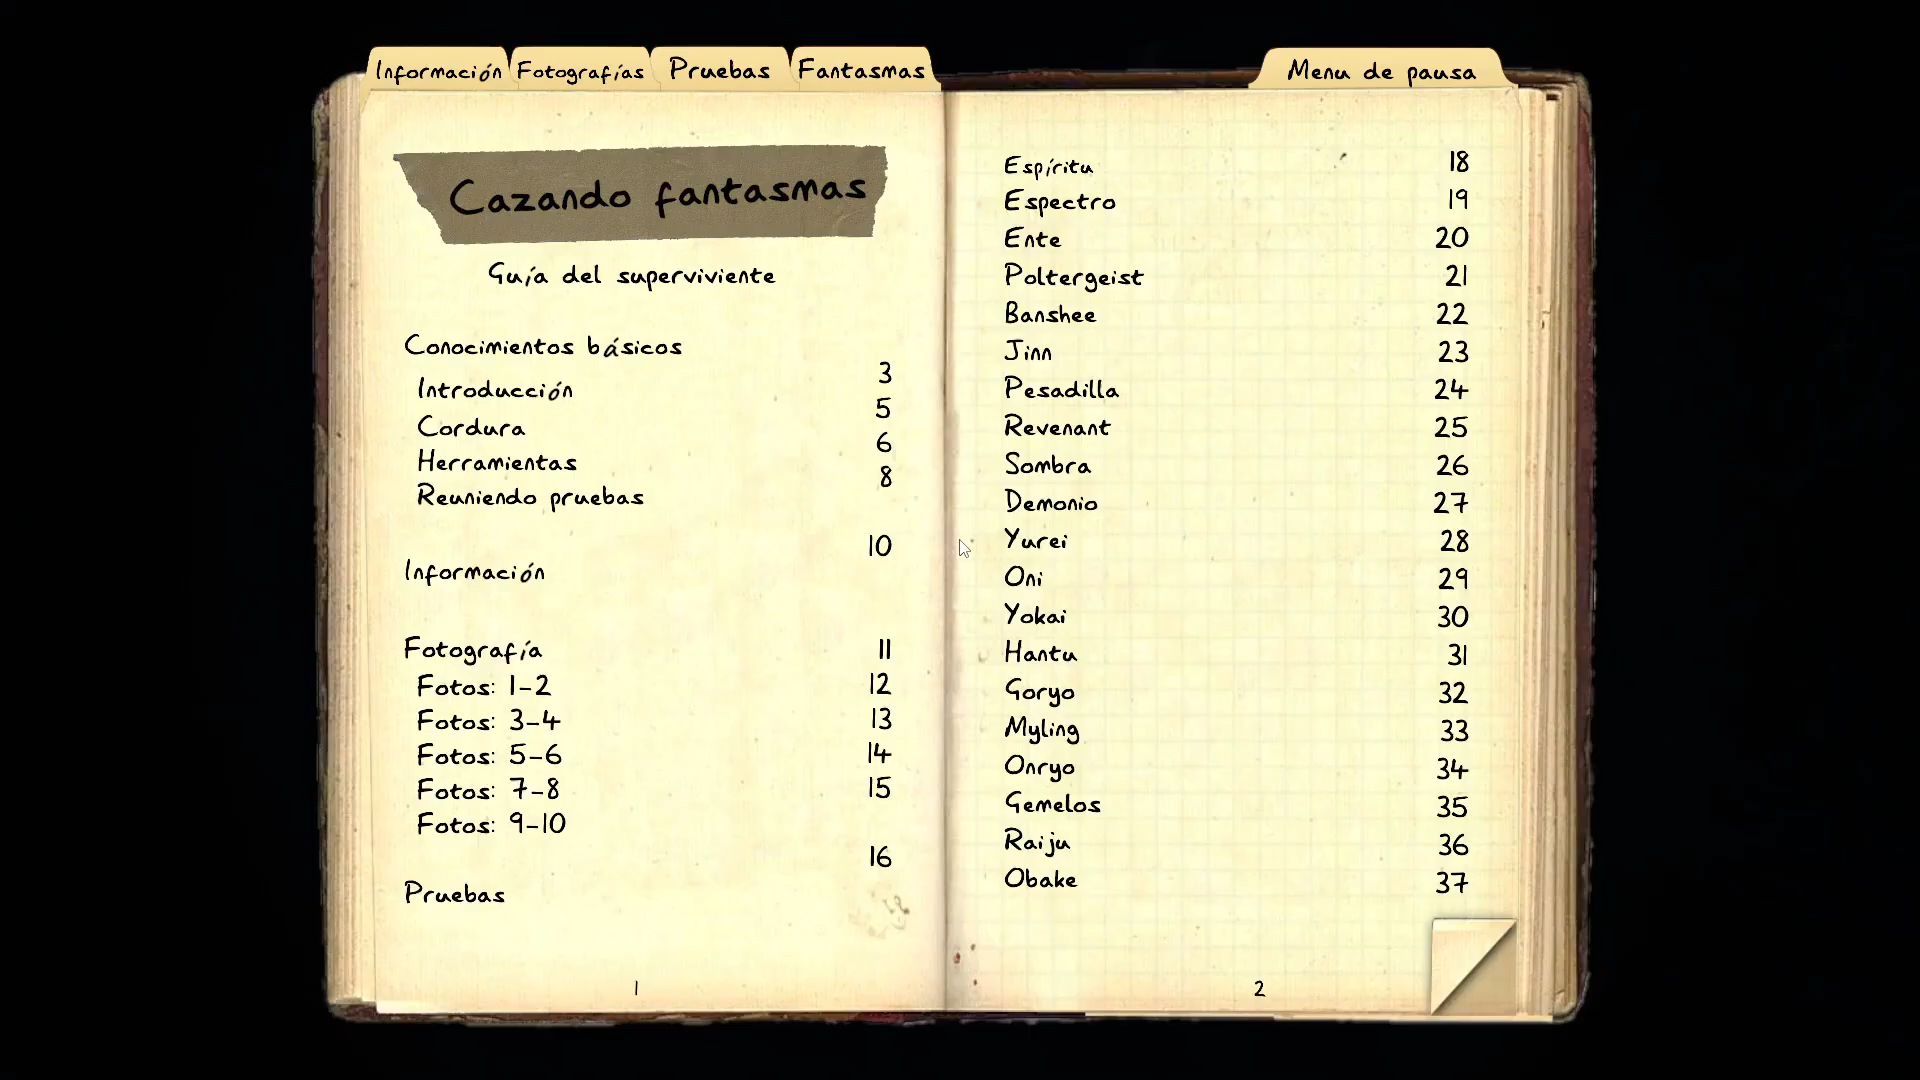 Información Fotografías Pruebas Fantasmas Menu de pausa
Cazando fantasmas
Guía del superviviente
Conocimientos básicos
Introducción 3
Cordura 5
Herramientas 6
Reuniendo pruebas 8
Información 10
Fotografía 11
Fotos: 1-2 12
Fotos: 3-4 13
Fotos: 5-6 14
Fotos: 7-8 15
Fotos: 9-10
Pruebas 16
1
Espíritu 18
Espectro 19
Ente 20
Poltergeist 21
Banshee 22
Jinn 23
Pesadilla 24
Revenant 25
Sombra 26
Demonio 27
Yurei 28
Oni 29
Yokai 30
Hantu 31
Goryo 32
Myling 33
Onryo 34
Gemelos 35
Raiju 36
Obake 37
2